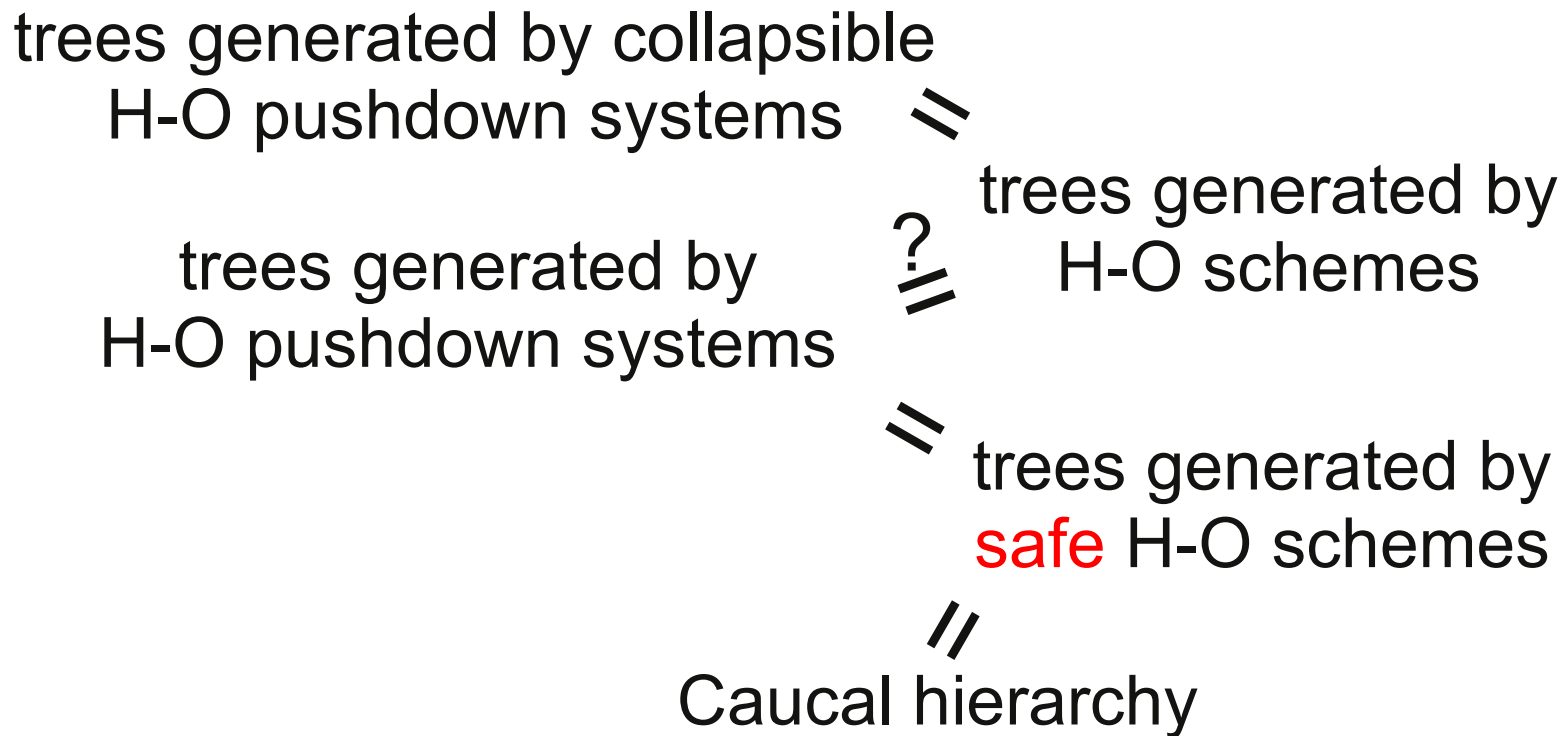 trees generated by collapsible
H-O pushdown systems
=
trees generated by
H-O schemes
?
=
trees generated by
H-O pushdown systems
=
trees generated by
safe H-O schemes
=
Caucal hierarchy